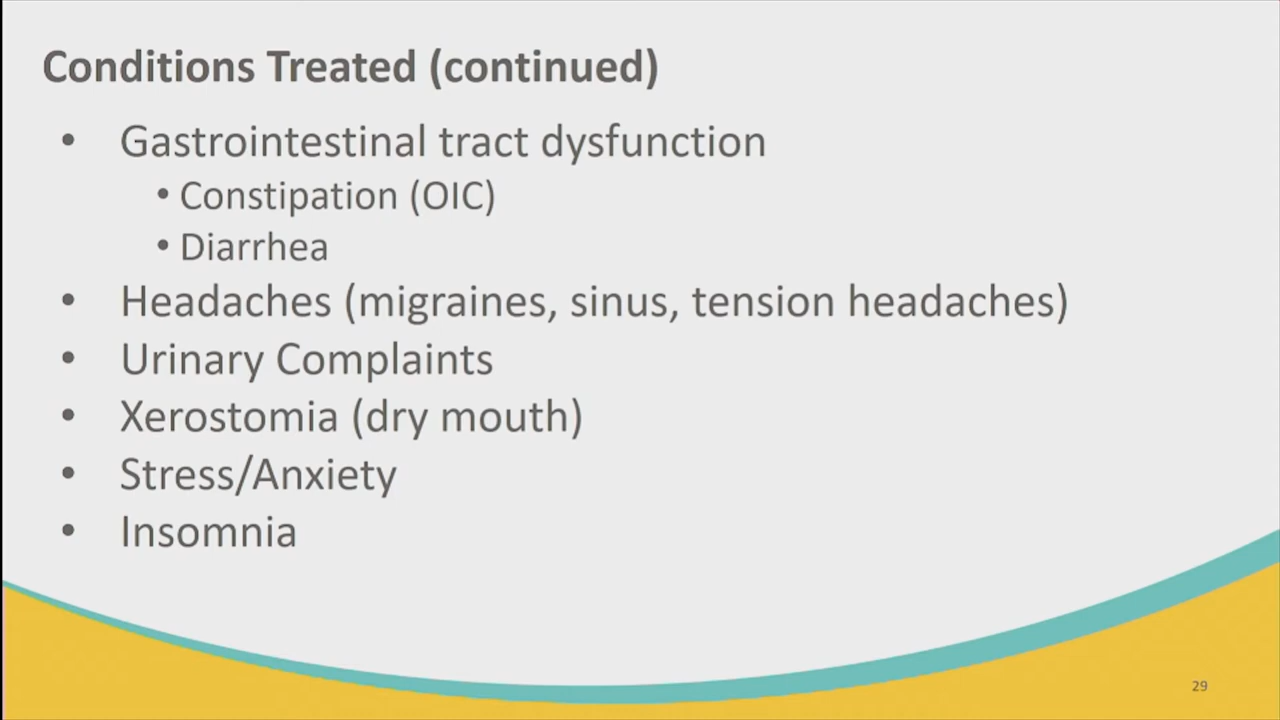 Conditions Treated (continued)
• Gastrointestinal tract dysfunction
• Constipation (OIC)
• Diarrhea
• Headaches (migraines, sinus, tension headaches)
• Urinary Complaints
• Xerostomia (dry mouth)
• Stress/Anxiety
• Insomnia
29